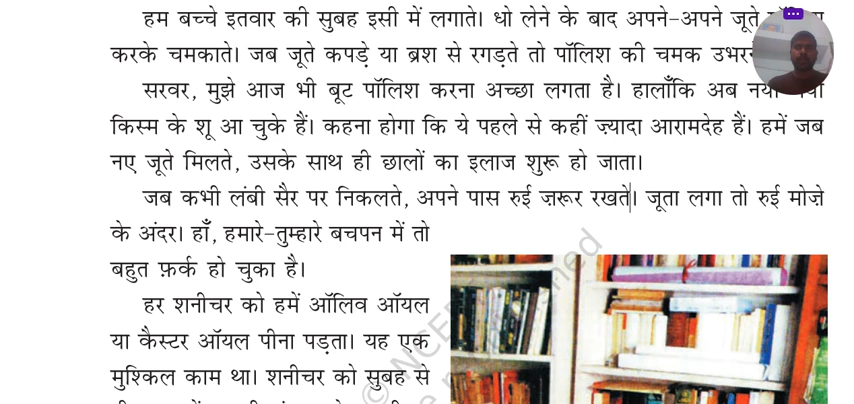 हम बच्चे इतवार की सुबह इसी में लगाते। धो लेने के बाद अपने-अपने जूते
करके चमकाते। जब जूते कपड़े या ब्रश से रगड़ते तो पॉलिश की चमक
सरवर, मुझे आज भी बूट पॉलिश करना अच्छा लगता है। हालाँकि अब नयी
किस्म के शू आ चुके हैं। कहना होगा कि ये पहले से कहीं ज़्यादा आरामदेह हैं। हमें जब
नए जूते मिलते, उसके साथ ही छालों का इलाज शुरू हो जाता।
जब कभी लंबी सैर पर निकलते, अपने पास रुई ज़रूर रखते। जूता लगा तो रुई मोज़े
के अंदर। हाँ, हमारे-तुम्हारे बचपन में तो
बहुत फ़र्क हो चुका है।
हर शनीचर को हमें ऑलिव ऑयल
या कैस्टर ऑयल पीना पड़ता। यह एक
मुश्किल काम था। शनीचर को सुबह से